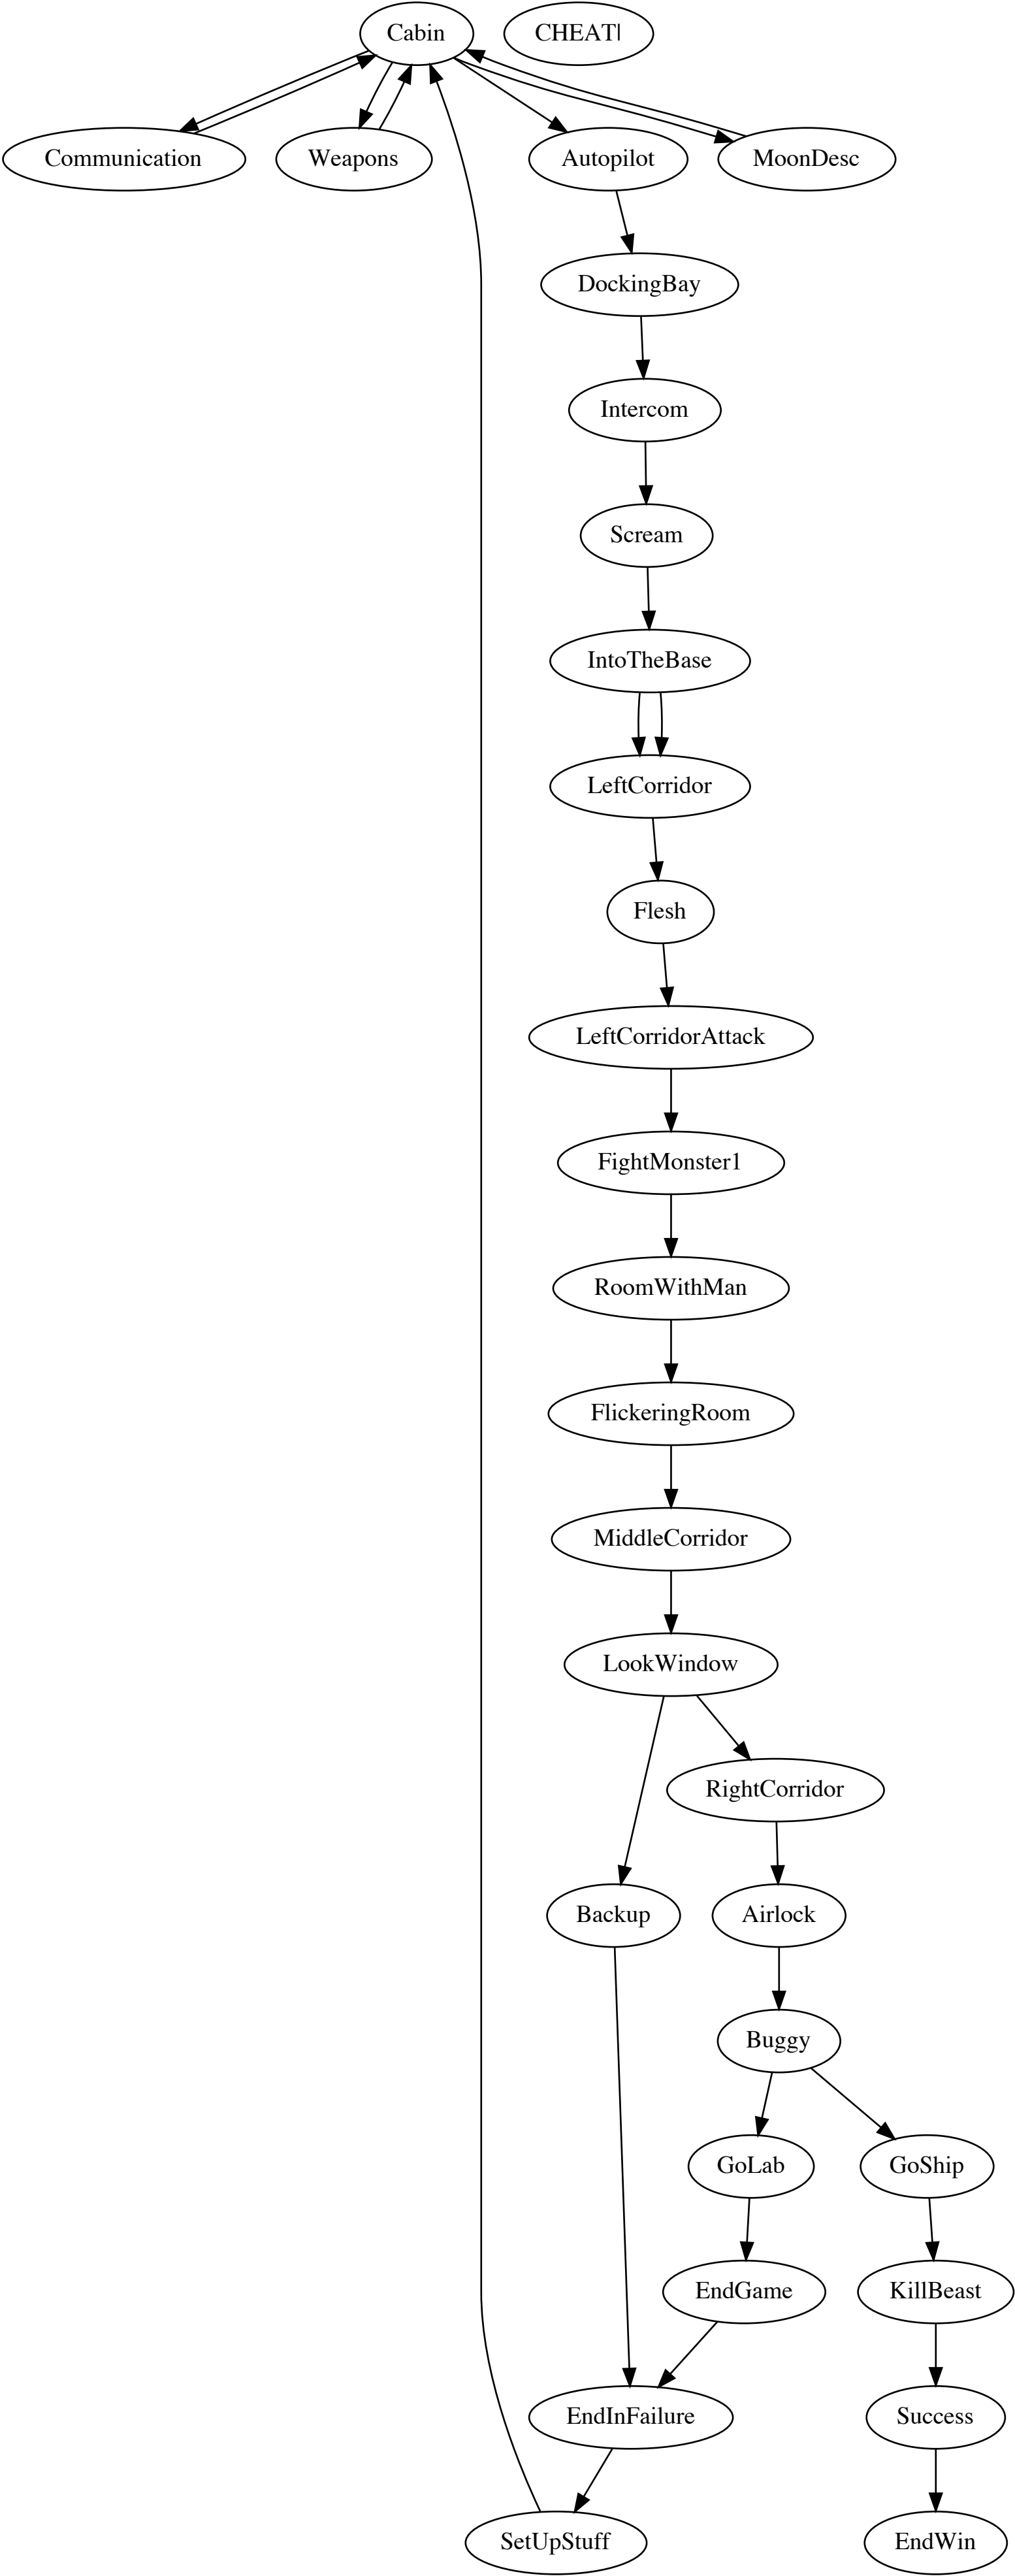 Cabin
CHEAT|
Communication
Weapons
Autopilot
MoonDesc
DockingBay
Intercom
Scream
IntoTheBase
LeftCorridor
Flesh
LeftCorridorAttack
FightMonster1
RoomWithMan
FlickeringRoom
MiddleCorridor
LookWindow
RightCorridor
Backup
Airlock
Buggy
GoLab
GoShip
EndGame
KillBeast
EndInFailure
Success
SetUpStuff
EndWin